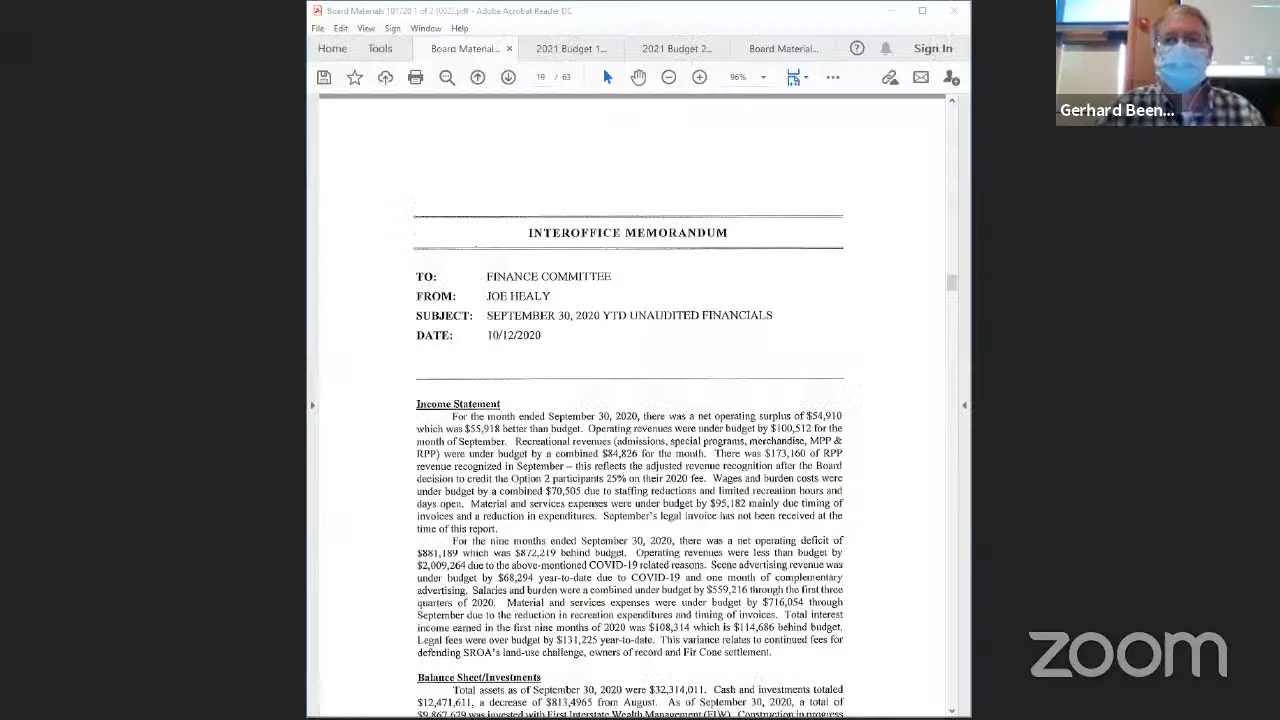 Board Materials 101720 1 of 2 (002).pdf - Adobe Acrobat Reader DC
File Edit View Sign Window Help
Home Tools Board Material... × 2021 Budget 1... 2021 Budget 2... Board Material... Sign In
19 / 63 96%
Gerhard Been...
INTEROFFICE MEMORANDUM
TO: FINANCE COMMITTEE
FROM: JOE HEALY
SUBJECT: SEPTEMBER 30, 2020 YTD UNAUDITED FINANCIALS
DATE: 10/12/2020
Income Statement
For the month ended September 30, 2020, there was a net operating surplus of $54,910
which was $55,918 better than budget. Operating revenues were under budget by $100,512 for the
month of September. Recreational revenues (admissions, special programs, merchandise, MPP &
RPP) were under budget by a combined $84,826 for the month. There was $173,160 of RPP
revenue recognized in September – this reflects the adjusted revenue recognition after the Board
decision to credit the Option 2 participants 25% on their 2020 fee. Wages and burden costs were
under budget by a combined $70,505 due to staffing reductions and limited recreation hours and
days open. Material and services expenses were under budget by $95,182 mainly due timing of
invoices and a reduction in expenditures. September's legal invoice has not been received at the
time of this report.
For the nine months ended September 30, 2020, there was a net operating deficit of
$881,189 which was $872,219 behind budget. Operating revenues were less than budget by
$2,009,264 due to the above-mentioned COVID-19 related reasons. Scene advertising revenue was
under budget by $68,294 year-to-date due to COVID-19 and one month of complementary
advertising. Salaries and burden were a combined under budget by $559,216 through the first three
quarters of 2020. Material and services expenses were under budget by $716,054 through
September due to the reduction in recreation expenditures and timing of invoices. Total interest
income earned in the first nine months of 2020 was $108,314 which is $114,686 behind budget.
Legal fees were over budget by $131,225 year-to-date. This variance relates to continued fees for
defending SROA's land-use challenge, owners of record and Fir Cone settlement.
Balance Sheet/Investments
Total assets as of September 30, 2020 were $32,314,011. Cash and investments totaled
$12,471,611, a decrease of $813,4965 from August. As of September 30, 2020, a total of
$9,867,679 was invested with First Interstate Wealth Management (FIW). Construction in progress
zoom